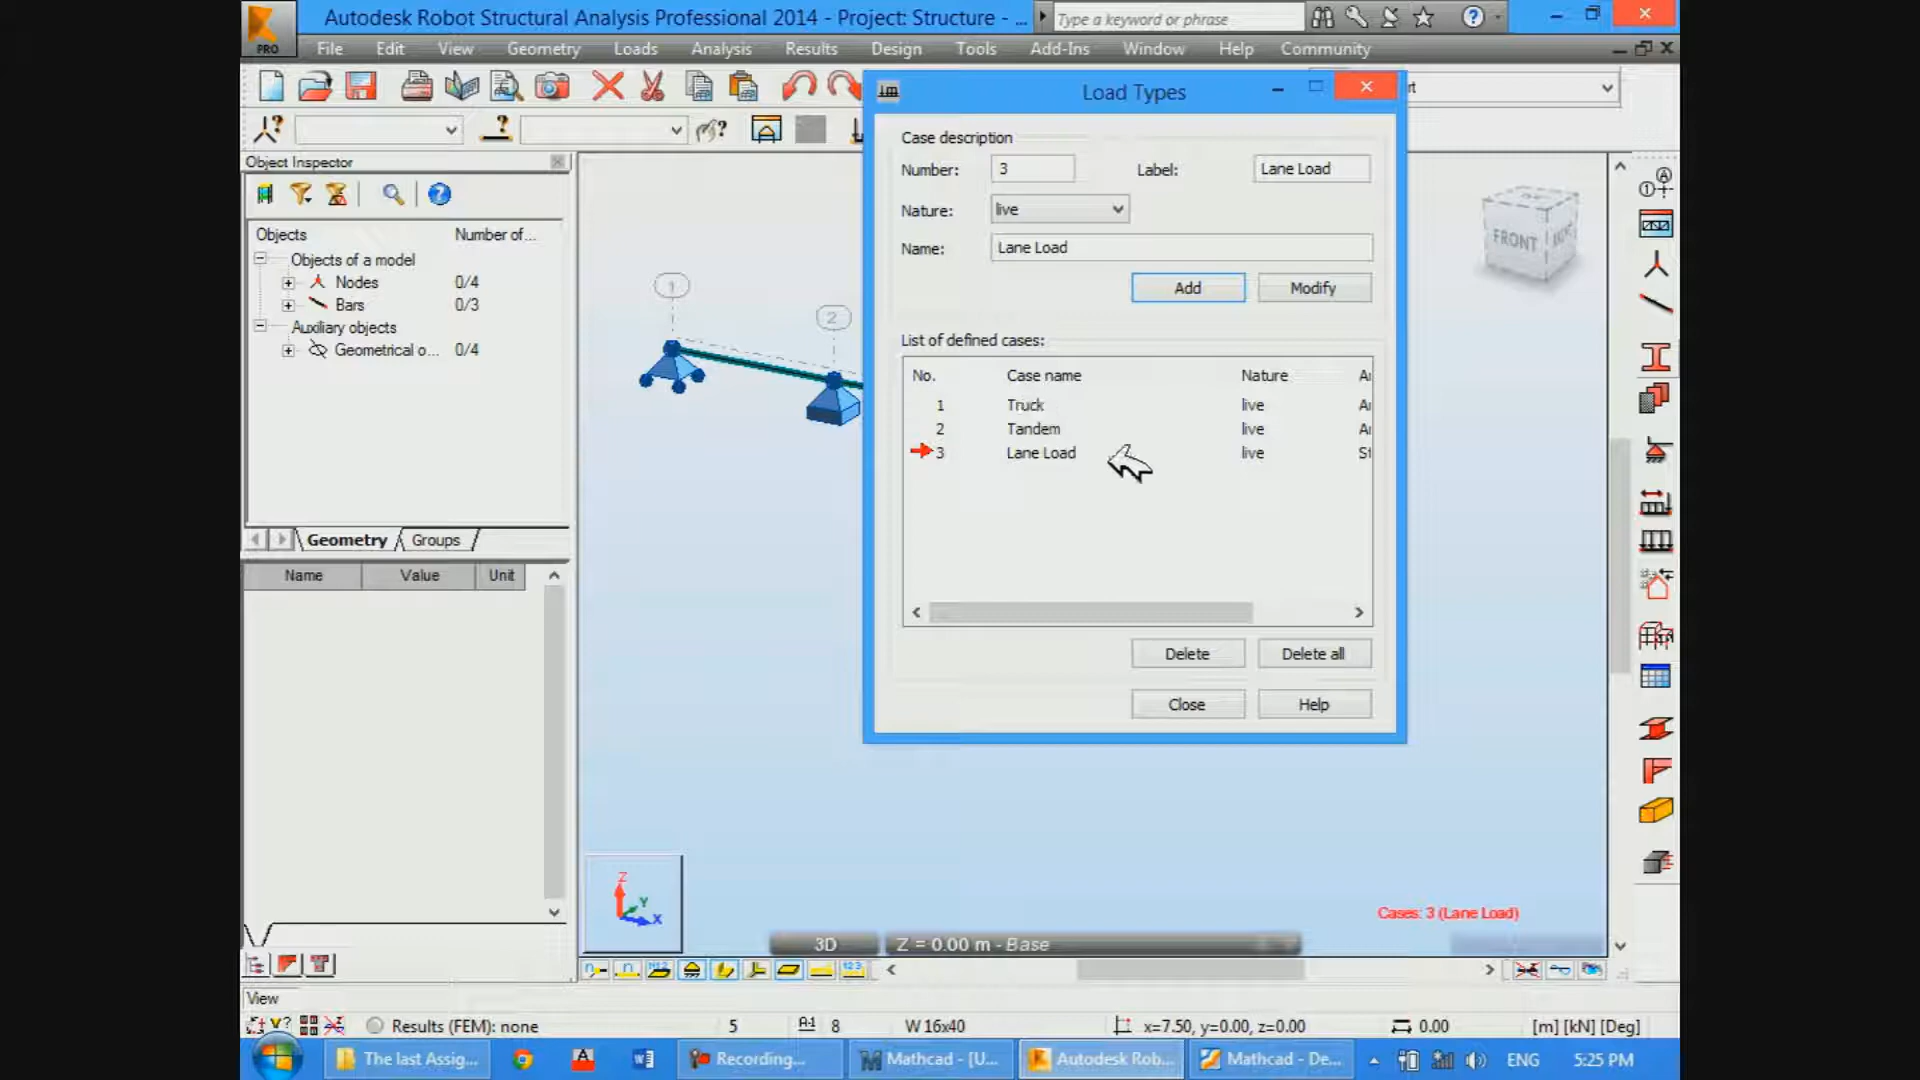 Autodesk Robot Structural Analysis Professional 2014 - Project: Structure - ...
Type a keyword or phrase
PRO
File Edit View Geometry Loads Analysis Results Design Tools Add-Ins Window Help Community
Load Types
rt
Object Inspector
Case description
Number: 3 Label: Lane Load
Nature: live
Name: Lane Load
Add Modify
Objects Number of...
Objects of a model
Nodes 0/4
Bars 0/3
Auxiliary objects
Geometrical o... 0/4
1
2
FRONT
List of defined cases:
No. Case name Nature
1 Truck live
2 Tandem live
3 Lane Load live
Geometry Groups
Name Value Unit
Delete Delete all
Close Help
Z
Y
X
Cases: 3 (Lane Load)
3D Z = 0.00 m - Base
View
Results (FEM): none 5 8 W 16x40 x=7.50, y=0.00, z=0.00 0.00 [m] [kN] [Deg]
The last Assig... Recording... Mathcad - [U... Autodesk Rob... Mathcad - De... ENG 5:25 PM